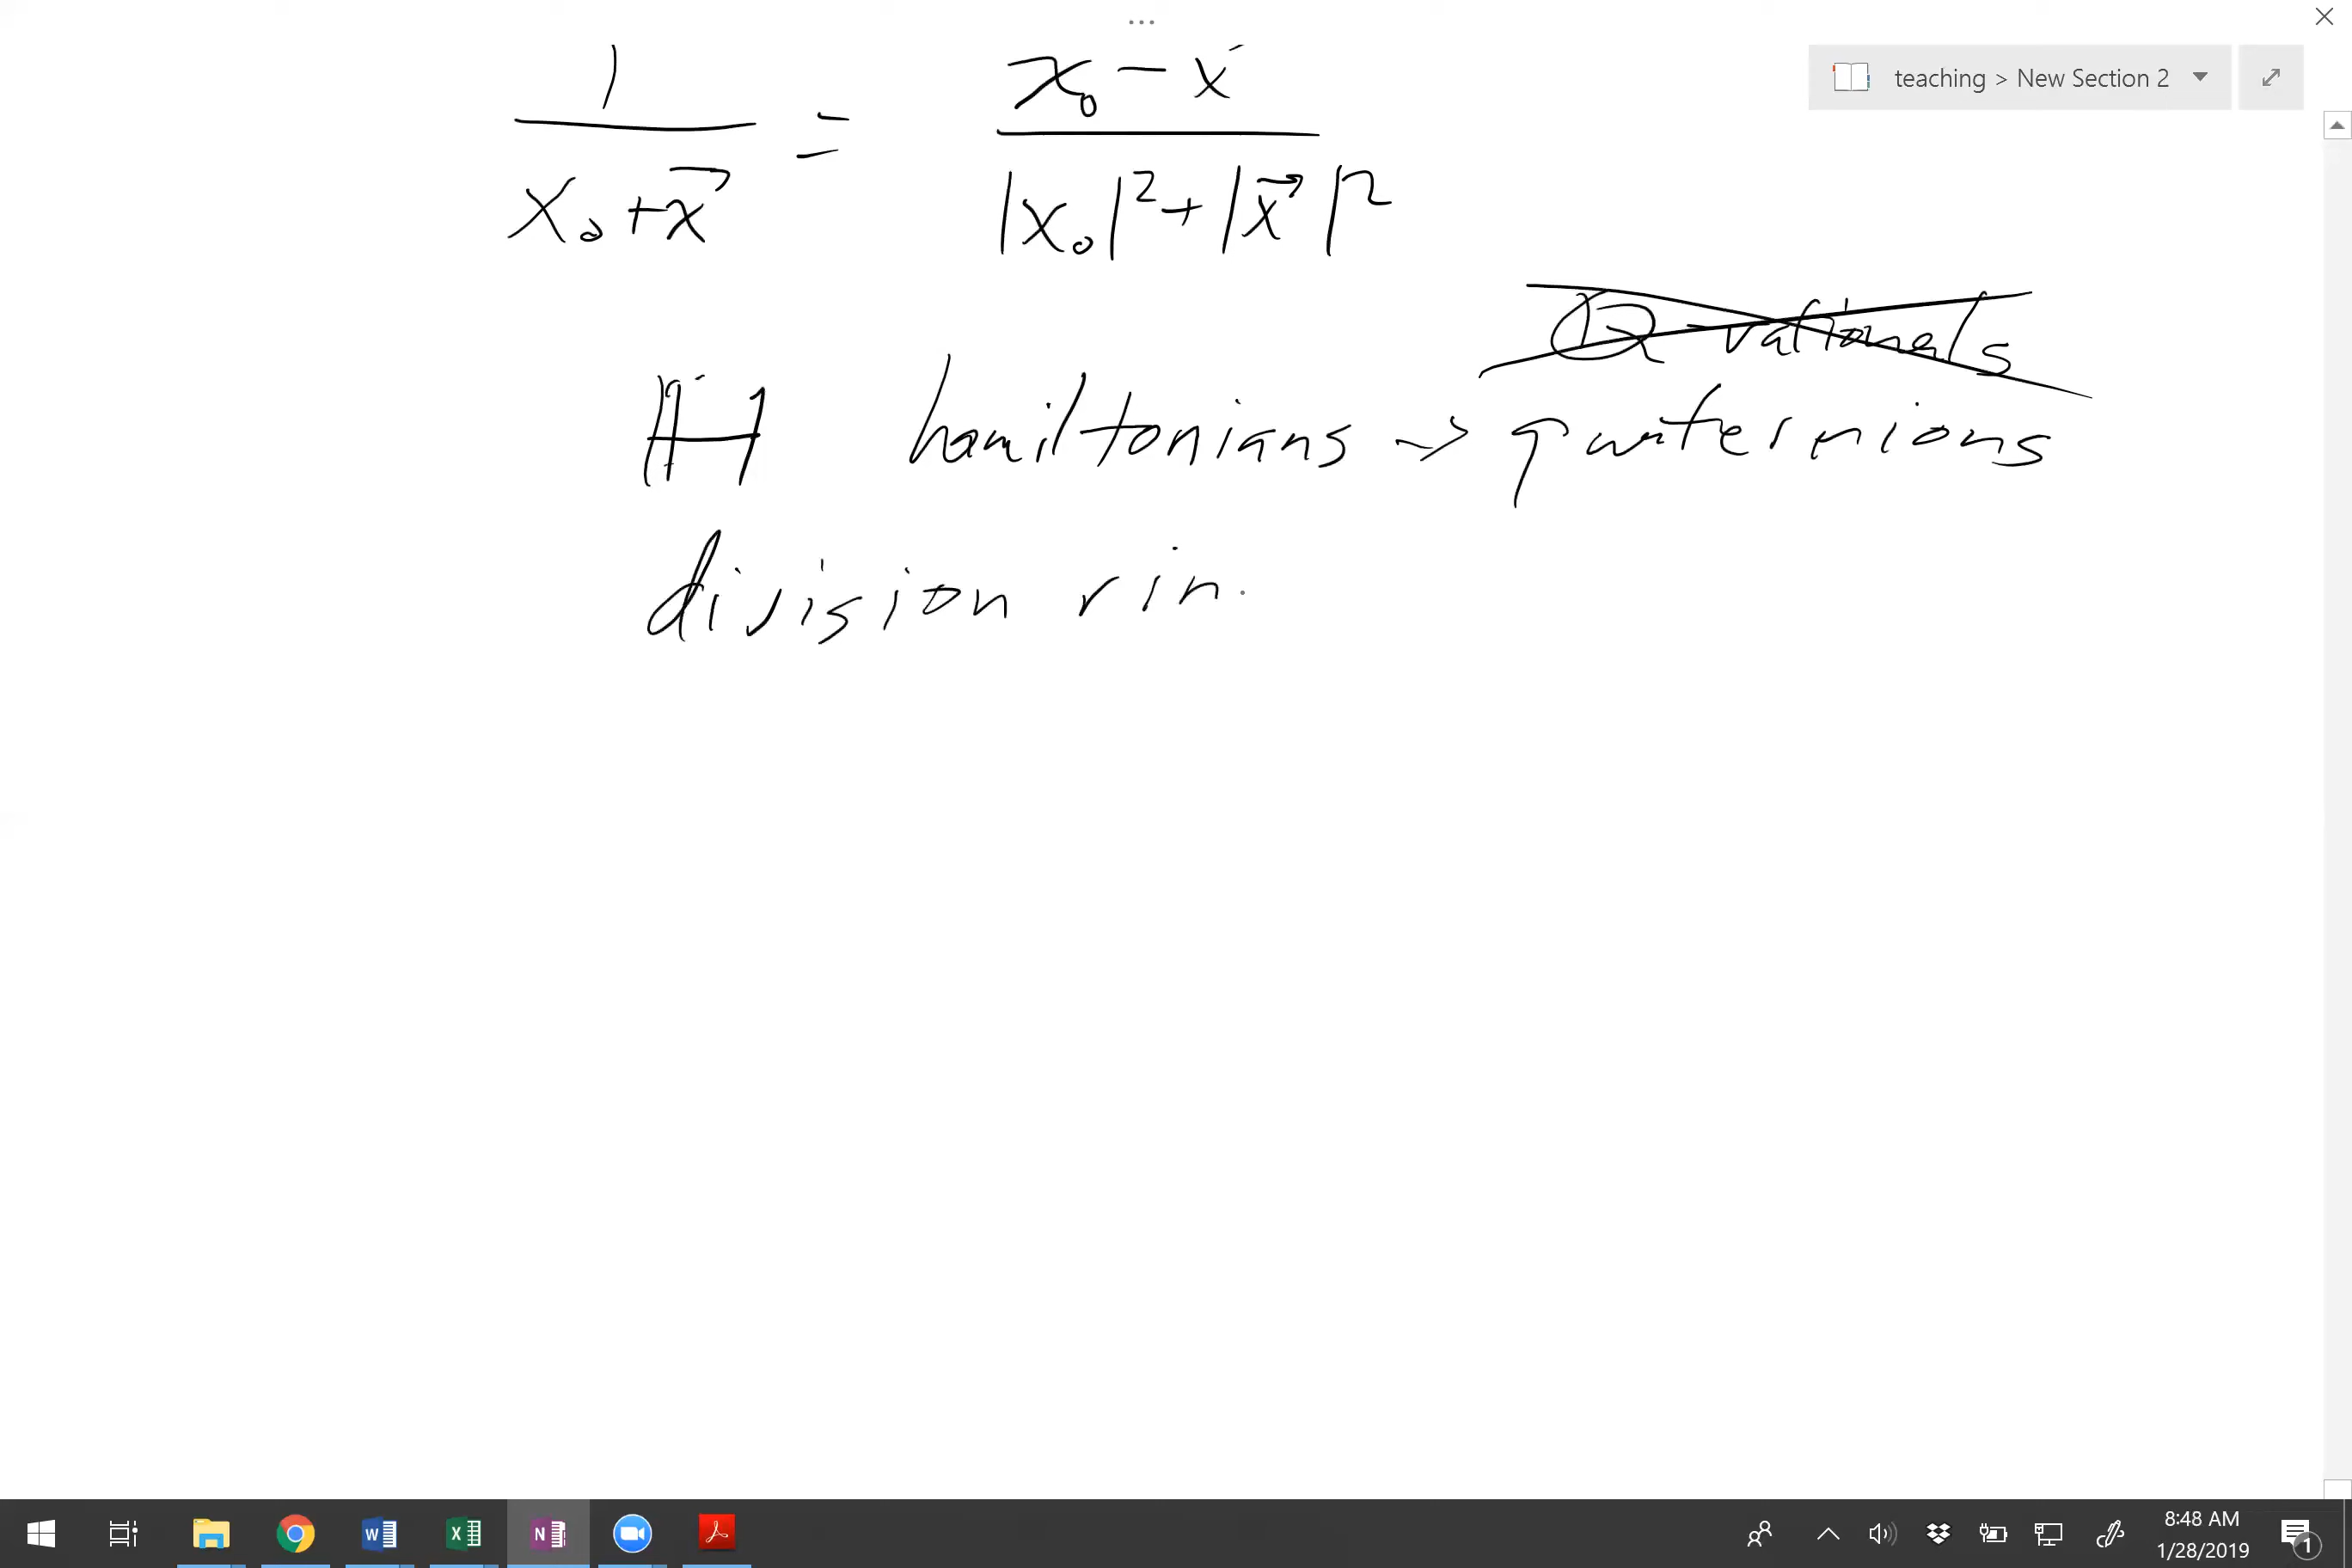 teaching > New Section 2
1 / (x₀ + x⃗) = (x₀ - x⃗) / (|x₀|² + |x⃗|²)
ℚ - rationals
ℍ hamiltonians → quaternions
division rin
8:48 AM
1/28/2019
1